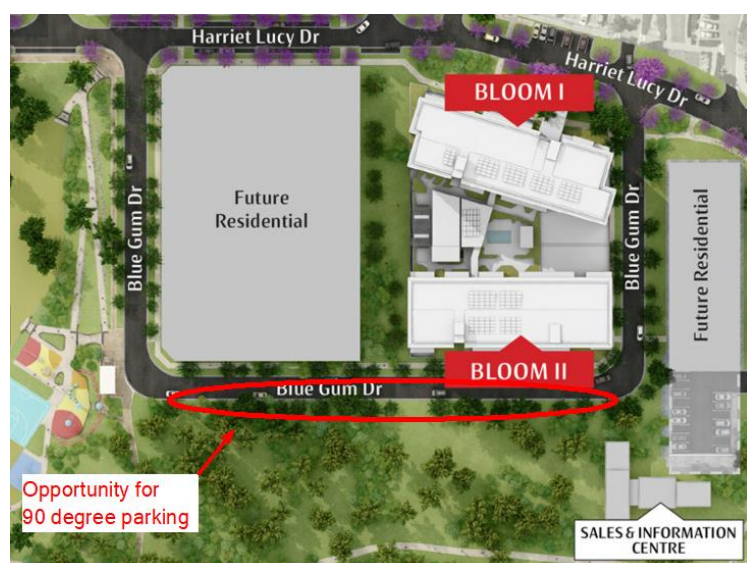 Harriet Lucy Dr
Harriet Lucy Dr
BLOOM I
Future
Residential
Blue Gum Dr
Blue Gum Dr
Future Residential
BLOOM II
Blue Gum Dr
Opportunity for
90 degree parking
SALES & INFORMATION
CENTRE